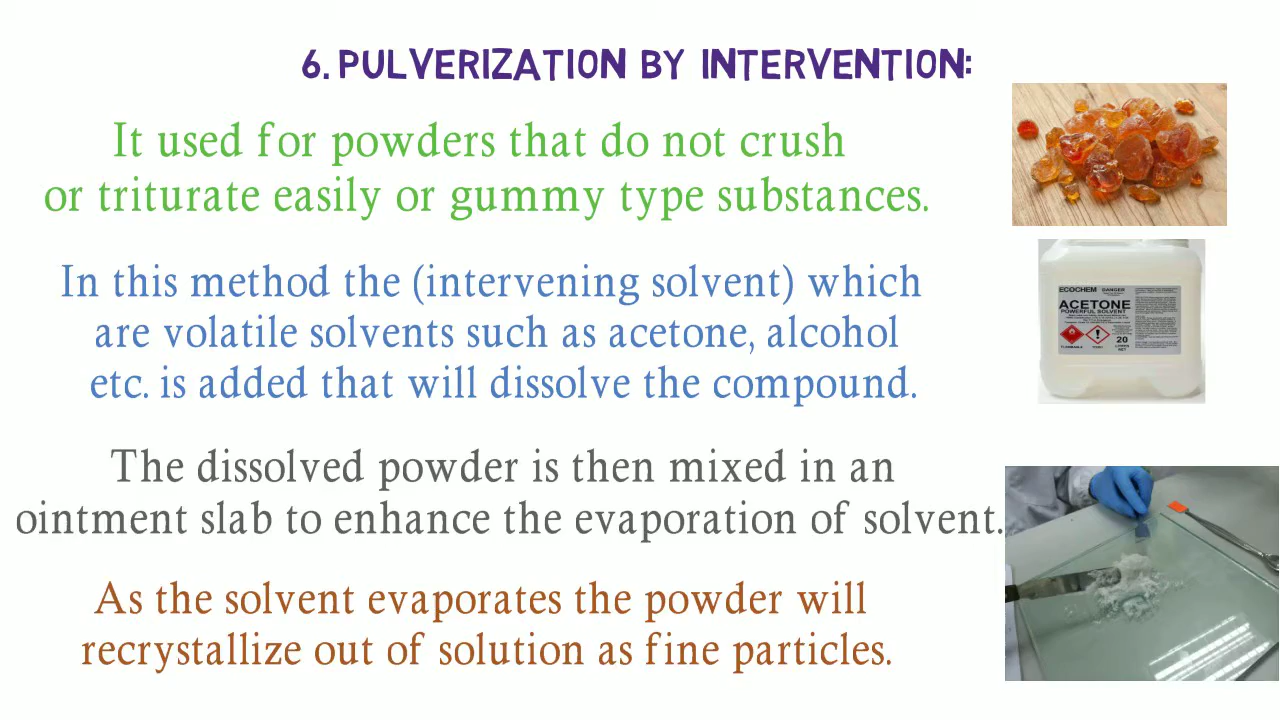 6. PULVERIZATION BY INTERVENTION:
It used for powders that do not crush
or triturate easily or gummy type substances.
In this method the (intervening solvent) which
are volatile solvents such as acetone, alcohol
etc. is added that will dissolve the compound.
ECOCHEM DANGER
ACETONE
POWERFUL SOLVENT
20
The dissolved powder is then mixed in an
ointment slab to enhance the evaporation of solvent.
As the solvent evaporates the powder will
recrystallize out of solution as fine particles.